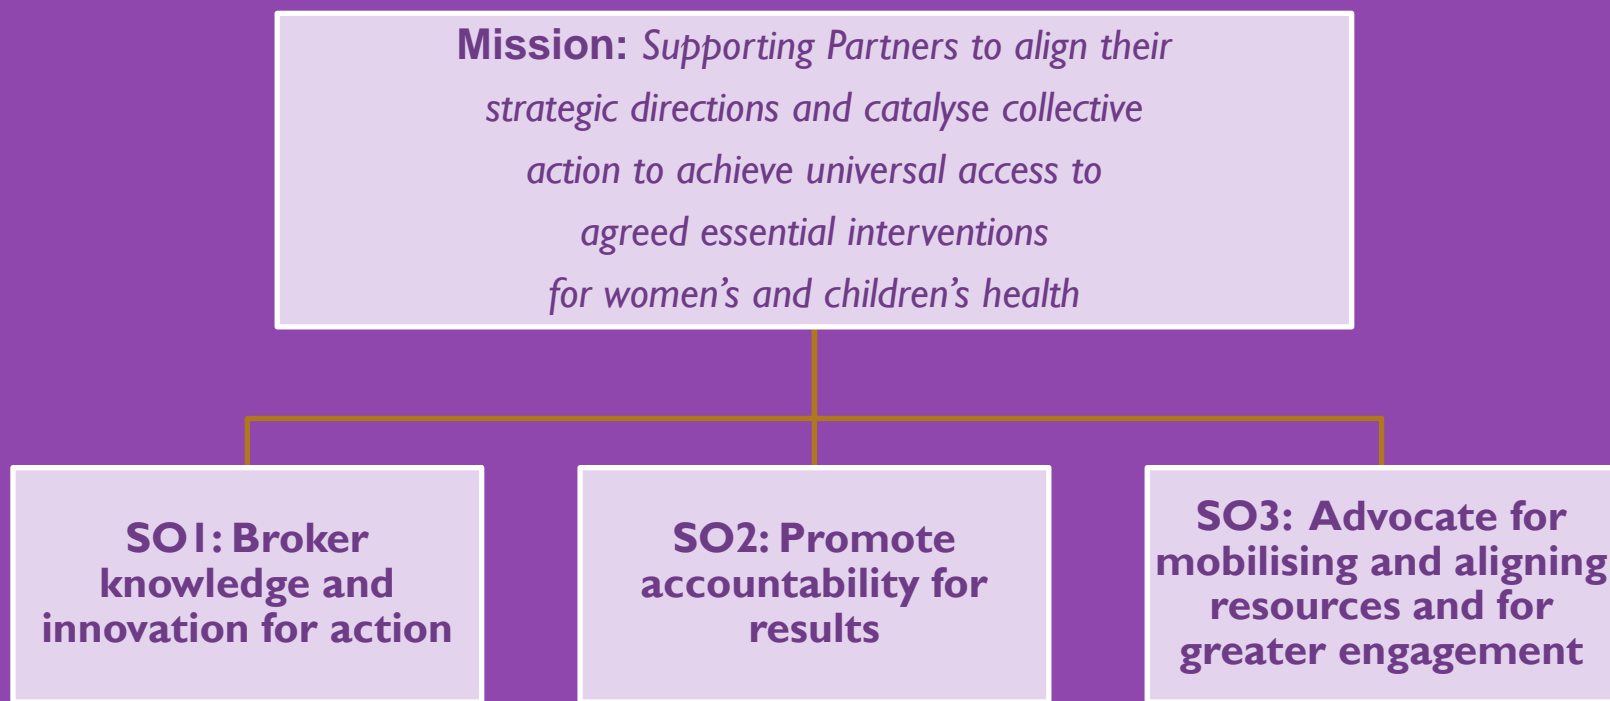 Mission: Supporting Partners to align their
strategic directions and catalyse collective
action to achieve universal access to
agreed essential interventions
for women’s and children’s health
SO1: Broker
knowledge and
innovation for action
SO2: Promote
accountability for
results
SO3: Advocate for
mobilising and aligning
resources and for
greater engagement